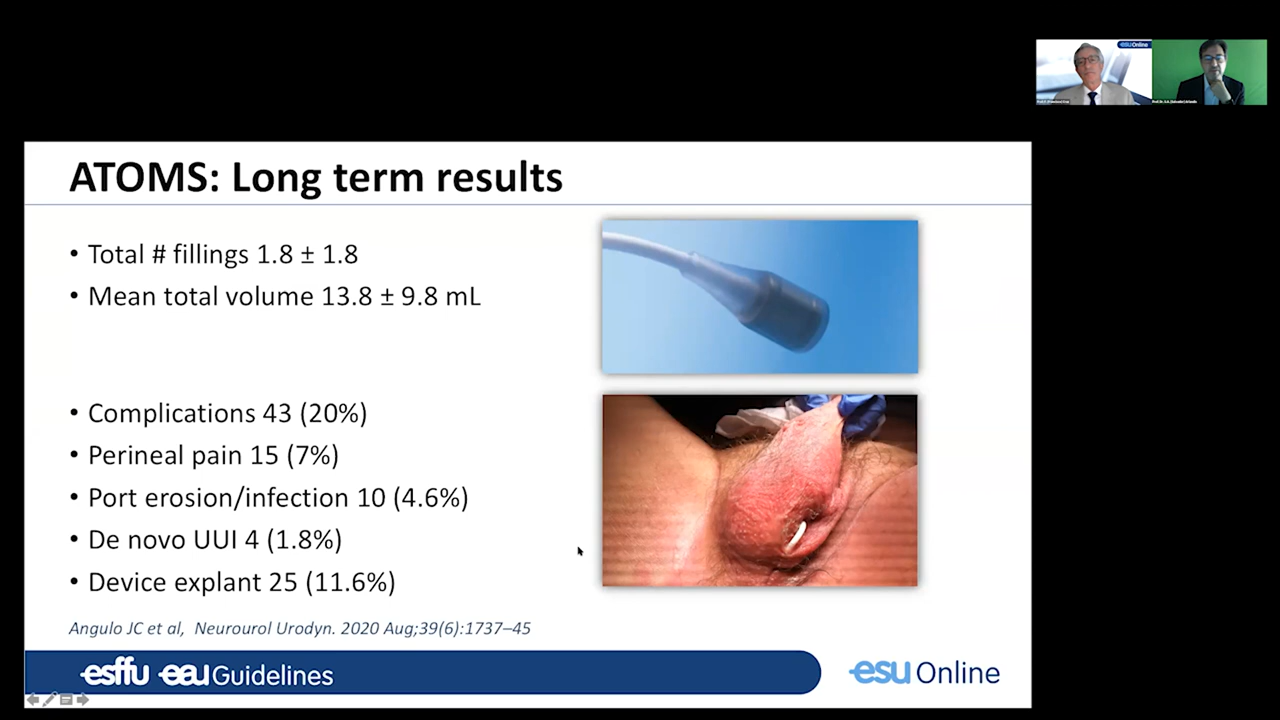 esu Online
ATOMS: Long term results
• Total # fillings 1.8 ± 1.8
• Mean total volume 13.8 ± 9.8 mL
• Complications 43 (20%)
• Perineal pain 15 (7%)
• Port erosion/infection 10 (4.6%)
• De novo UUI 4 (1.8%)
• Device explant 25 (11.6%)
Angulo JC et al, Neurourol Urodyn. 2020 Aug;39(6):1737–45
esffu eau Guidelines
esu Online